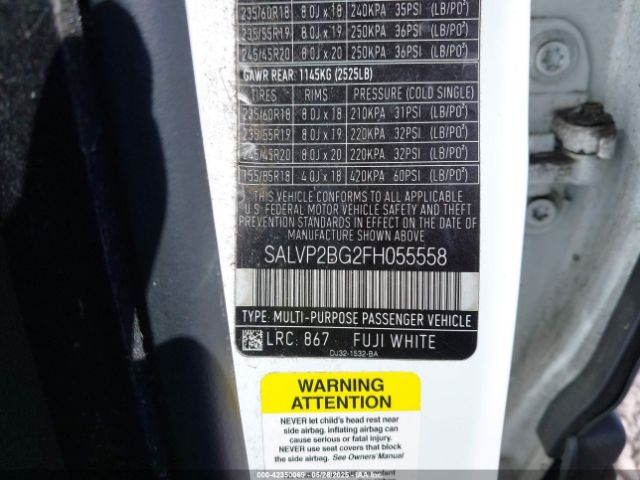 235/60R18 8.0J x 18 240KPA 35PSI (LB/PO²)
235/55R19 8.0J x 19 250KPA 36PSI (LB/PO²)
245/45R20 8.0J x 20 250KPA 36PSI (LB/PO²)
GAWR REAR: 1145KG (2525LB)
TIRES RIMS PRESSURE (COLD SINGLE)
235/60R18 8.0J x 18 210KPA 31PSI (LB/PO²)
235/55R19 8.0J x 19 220KPA 32PSI (LB/PO²)
245/45R20 8.0J x 20 220KPA 32PSI (LB/PO²)
155/85R18 4.0J x 18 420KPA 60PSI (LB/PO²)
THIS VEHICLE CONFORMS TO ALL APPLICABLE
U.S. FEDERAL MOTOR VEHICLE SAFETY AND THEFT
PREVENTION STANDARDS IN EFFECT ON THE DATE OF
MANUFACTURE SHOWN ABOVE
SALVP2BG2FH055558
TYPE: MULTI-PURPOSE PASSENGER VEHICLE
LRC: 867 FUJI WHITE
DJ32-1532-BA
WARNING
ATTENTION
NEVER let child's head rest near
side airbag, inflating airbag can
cause serious or fatal injury.
NEVER use seat covers that block
the side airbag. See Owners Manual
000-42350069 - 05/28/2025 - IAA Inc.